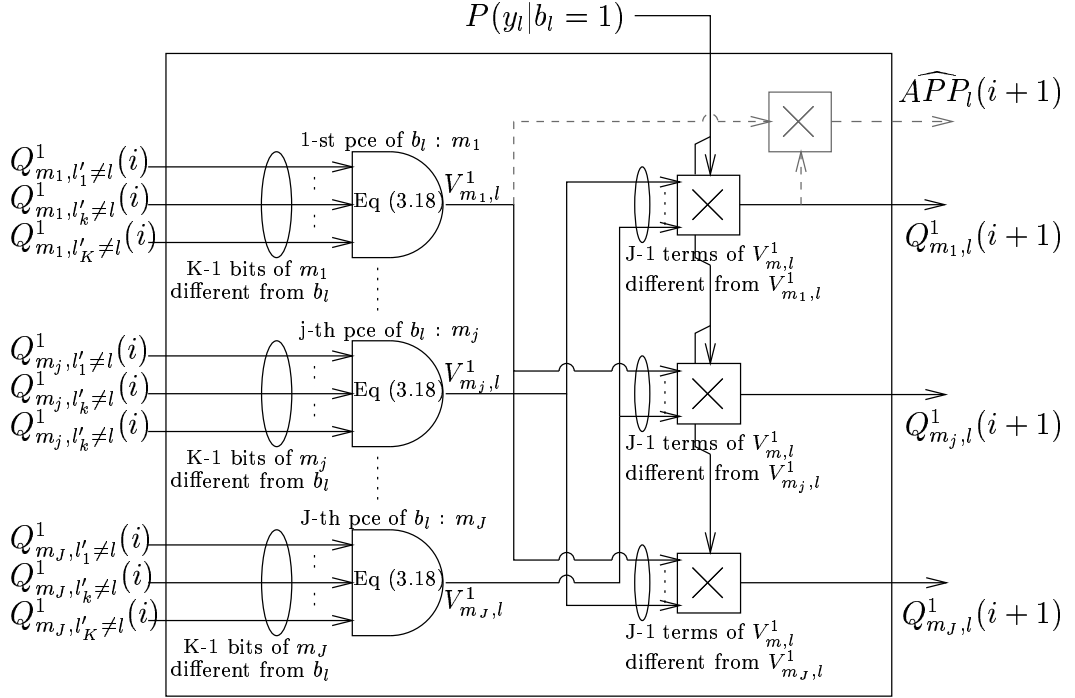 P(y_l|b_l = 1)
\widehat{APP}_l(i + 1)
1-st pce of b_l : m_1
Q^1_{m_1,l'_1≠l}(i)
Q^1_{m_1,l'_k≠l}(i)
Q^1_{m_1,l'_K≠l}(i)
Eq (3.18)
V^1_{m_1,l}
Q^1_{m_1,l}(i + 1)
K-1 bits of m_1
different from b_l
J-1 terms of V^1_{m,l}
different from V^1_{m_1,l}
j-th pce of b_l : m_j
Q^1_{m_j,l'_1≠l}(i)
Q^1_{m_j,l'_k≠l}(i)
Q^1_{m_j,l'_k≠l}(i)
Eq (3.18)
V^1_{m_j,l}
Q^1_{m_j,l}(i + 1)
K-1 bits of m_j
different from b_l
J-1 terms of V^1_{m,l}
different from V^1_{m_j,l}
J-th pce of b_l : m_J
Q^1_{m_J,l'_1≠l}(i)
Q^1_{m_J,l'_k≠l}(i)
Q^1_{m_J,l'_K≠l}(i)
Eq (3.18)
V^1_{m_J,l}
Q^1_{m_J,l}(i + 1)
K-1 bits of m_J
different from b_l
J-1 terms of V^1_{m,l}
different from V^1_{m_J,l}